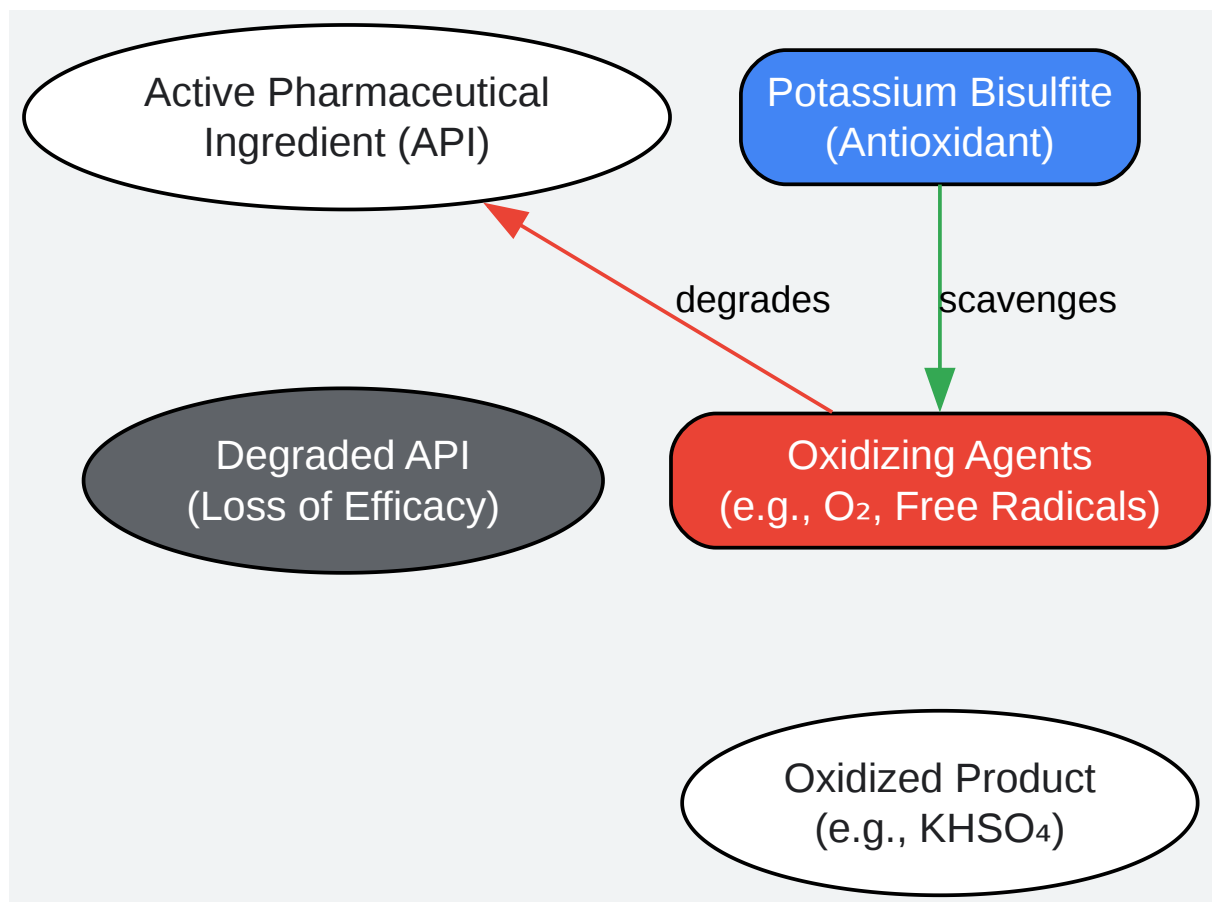 Active Pharmaceutical
Ingredient (API)
Potassium Bisulfite
(Antioxidant)
degrades
scavenges
Degraded API
(Loss of Efficacy)
Oxidizing Agents
(e.g., O₂, Free Radicals)
Oxidized Product
(e.g., KHSO₄)